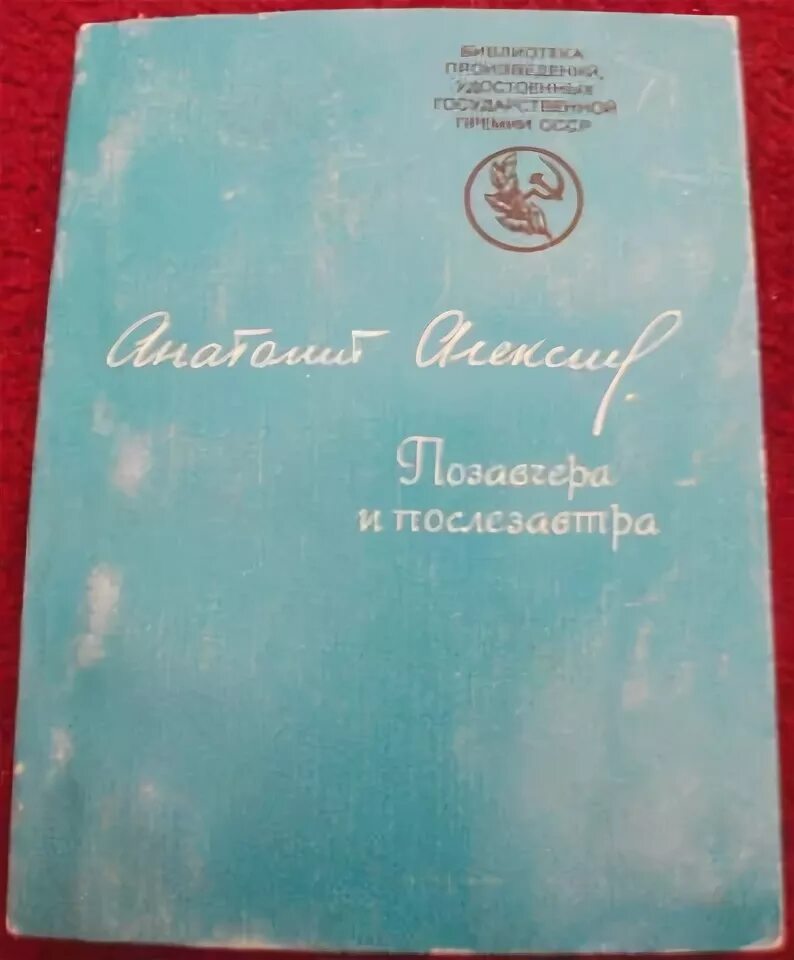 БИБЛИОТЕКА
ПРОИЗВЕДЕНИЙ,
УДОСТОЕННЫХ
ГОСУДАРСТВЕННОЙ
ПРЕМИИ СССР
Анатолий Алексин
Позавчера
и послезавтра